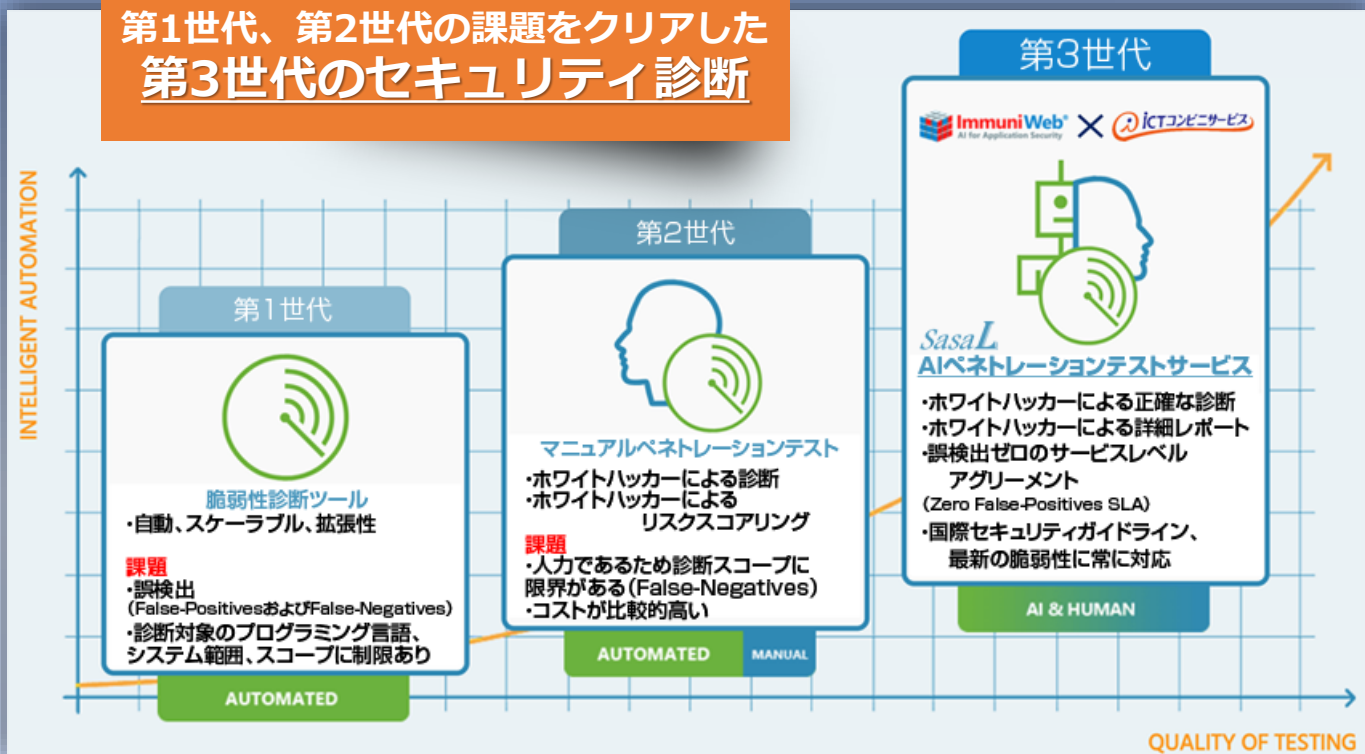 第1世代、第2世代の課題をクリアした
第3世代のセキュリティ診断
INTELLIGENT AUTOMATION
第1世代
脆弱性診断ツール
・自動、スケーラブル、拡張性
課題
・誤検出
(False-PositivesおよびFalse-Negatives)
・診断対象のプログラミング言語、
システム範囲、スコープに制限あり
AUTOMATED
第2世代
マニュアルペネトレーションテスト
・ホワイトハッカーによる診断
・ホワイトハッカーによる
リスクスコアリング
課題
・人力であるため診断スコープに
限界がある(False-Negatives)
・コストが比較的高い
AUTOMATED MANUAL
第3世代
ImmuniWeb® × ICTコンビニサービス
AI for Application Security
SasaL
AIペネトレーションテストサービス
・ホワイトハッカーによる正確な診断
・ホワイトハッカーによる詳細レポート
・誤検出ゼロのサービスレベル
アグリーメント
(Zero False-Positives SLA)
・国際セキュリティガイドライン、
最新の脆弱性に常に対応
AI & HUMAN
QUALITY OF TESTING